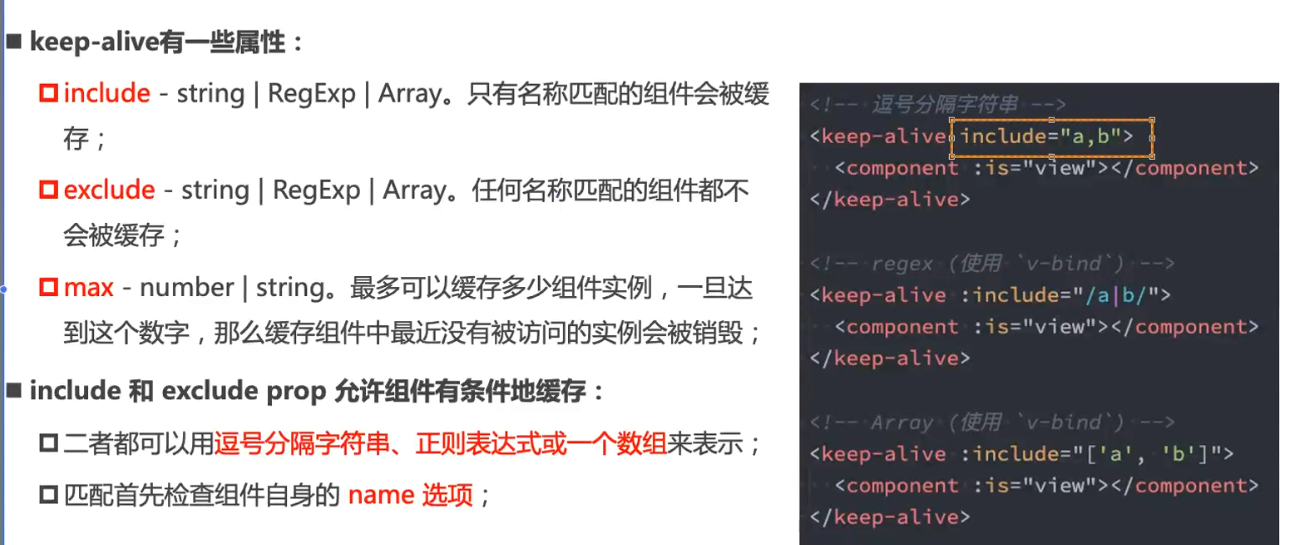 keep-alive有一些属性：
include - string | RegExp | Array。只有名称匹配的组件会被缓
存；
exclude - string | RegExp | Array。任何名称匹配的组件都不
会被缓存；
max - number | string。最多可以缓存多少组件实例，一旦达
到这个数字，那么缓存组件中最近没有被访问的实例会被销毁；
include 和 exclude prop 允许组件有条件地缓存：
二者都可以用逗号分隔字符串、正则表达式或一个数组来表示；
匹配首先检查组件自身的 name 选项；
<!-- 逗号分隔字符串 -->
<keep-alive include="a,b">
<component :is="view"></component>
</keep-alive>
<!-- regex (使用 `v-bind`) -->
<keep-alive :include="/a|b/">
<component :is="view"></component>
</keep-alive>
<!-- Array (使用 `v-bind`) -->
<keep-alive :include="['a', 'b']">
<component :is="view"></component>
</keep-alive>